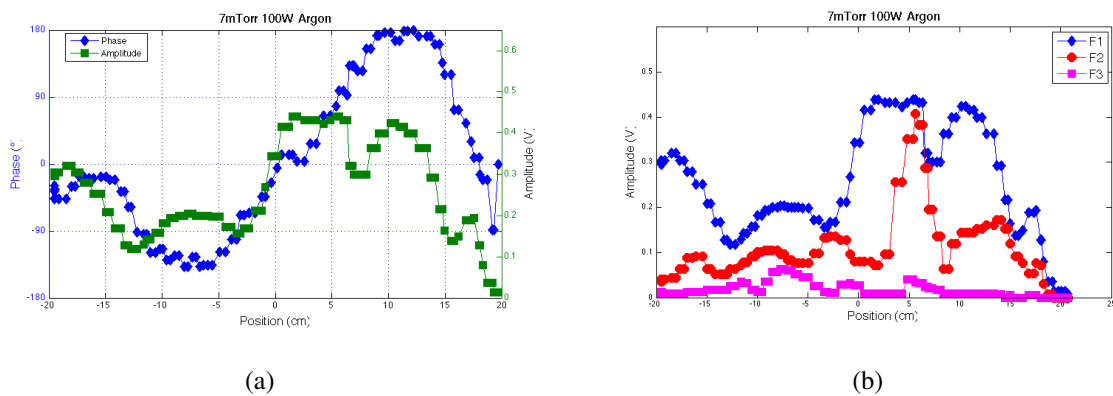 7mTorr 100W Argon
Phase
Amplitude
180
90
0
-90
-180
Phase (°.
0.6
0.5
0.4
0.3
0.2
0.1
0
Amplitude (V;
-20
-15
-10
-5
0
5
10
15
20
Position (cm;
(a)
7mTorr 100W Argon
F1
F2
F3
0.5
0.4
0.3
0.2
0.1
0
Amplitude (V;
-20
-15
-10
-5
0
5
10
15
20
25
Position (cm;
(b)